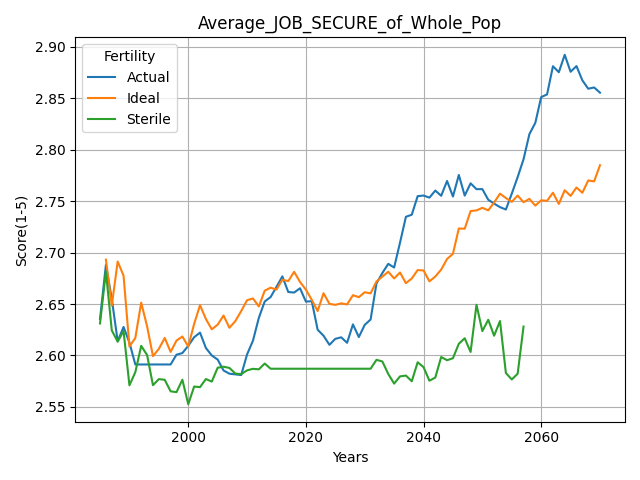 Average_JOB_SECURE_of_Whole_Pop
Score(1-5)
2.90
2.85
2.80
2.75
2.70
2.65
2.60
2.55
Fertility
Actual
Ideal
Sterile
2000 2020 2040 2060
Years